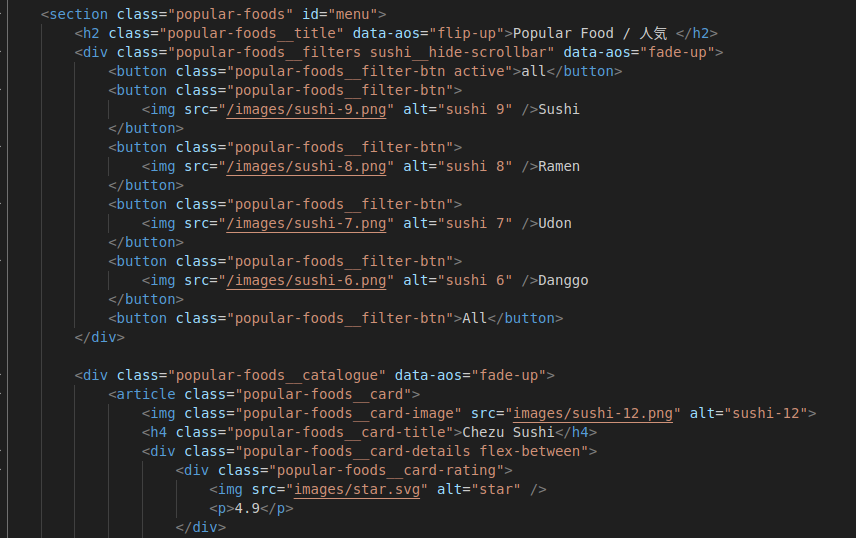 <section class="popular-foods" id="menu">
<h2 class="popular-foods__title" data-aos="flip-up">Popular Food / 人気 </h2>
<div class="popular-foods__filters sushi__hide-scrollbar" data-aos="fade-up">
<button class="popular-foods__filter-btn active">all</button>
<button class="popular-foods__filter-btn">
<img src="/images/sushi-9.png" alt="sushi 9" />Sushi
</button>
<button class="popular-foods__filter-btn">
<img src="/images/sushi-8.png" alt="sushi 8" />Ramen
</button>
<button class="popular-foods__filter-btn">
<img src="/images/sushi-7.png" alt="sushi 7" />Udon
</button>
<button class="popular-foods__filter-btn">
<img src="/images/sushi-6.png" alt="sushi 6" />Danggo
</button>
<button class="popular-foods__filter-btn">All</button>
</div>
<div class="popular-foods__catalogue" data-aos="fade-up">
<article class="popular-foods__card">
<img class="popular-foods__card-image" src="images/sushi-12.png" alt="sushi-12">
<h4 class="popular-foods__card-title">Chezu Sushi</h4>
<div class="popular-foods__card-details flex-between">
<div class="popular-foods__card-rating">
<img src="images/star.svg" alt="star" />
<p>4.9</p>
</div>